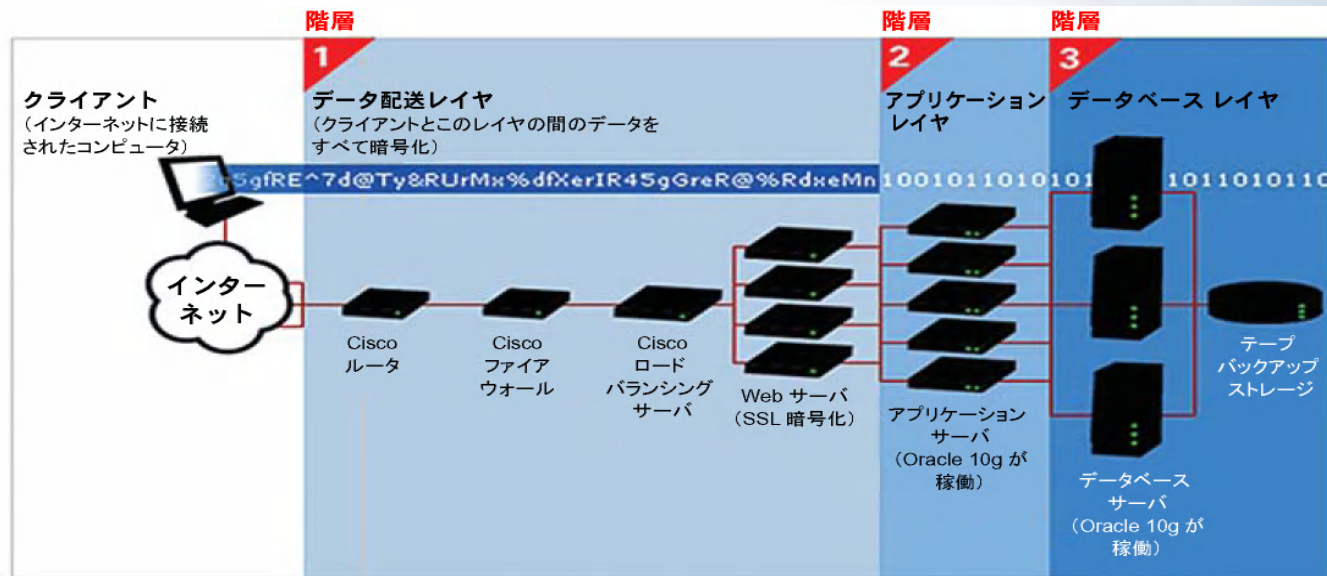 階層
階層
階層
1
2
3
クライアント
（インターネットに接続
されたコンピュータ）
データ配送レイヤ
（クライアントとこのレイヤの間のデータを
すべて暗号化）
アプリケーション
レイヤ
データベース レイヤ
5gfRE^7d@Ty&RUrMx%dfXerIR45gGreR@%RdxeMn
1001011010
101
1011010110
インター
ネット
Cisco
ルータ
Cisco
ファイア
ウォール
Cisco
ロード
バランシング
サーバ
Web サーバ
（SSL 暗号化）
アプリケーション
サーバ
（Oracle 10g が
稼働）
データベース
サーバ
（Oracle 10g が
稼働）
テープ
バックアップ
ストレージ